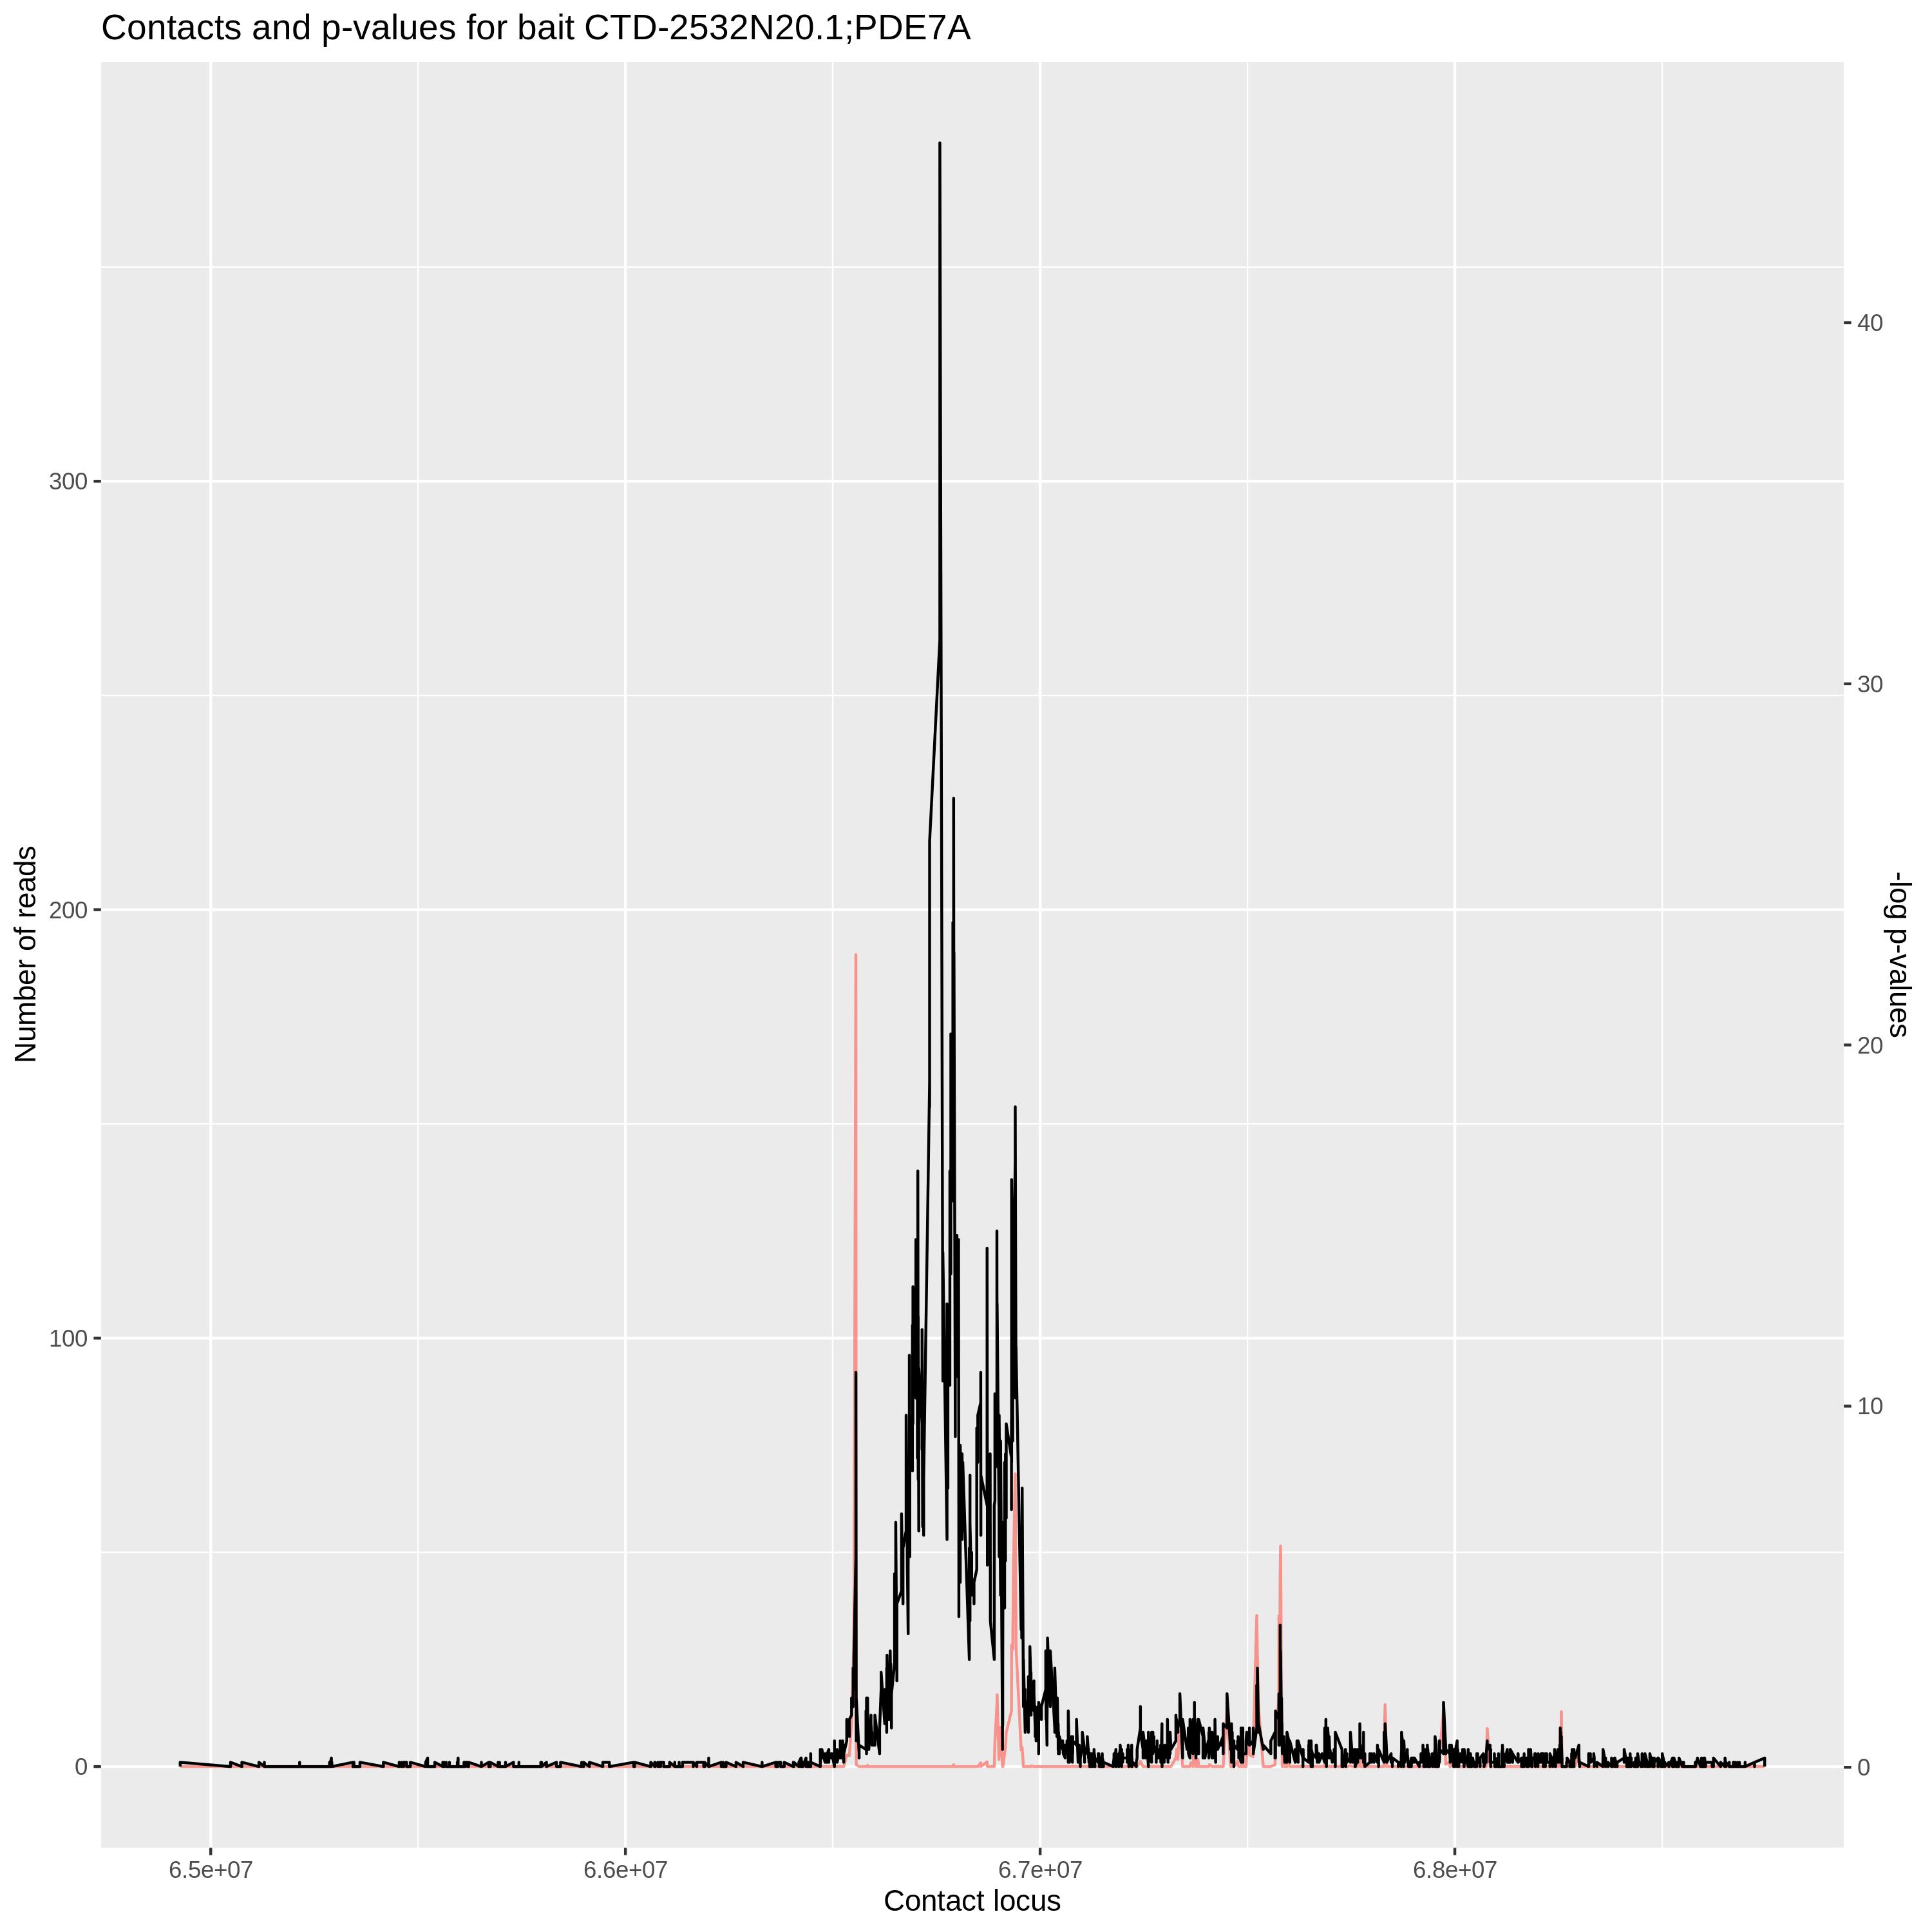 Contacts and p-values for bait CTD-2532N20.1;PDE7A
Number of reads
300
200
100
0
40
30
20
10
0
-log p-values
6.5e+07
6.6e+07
6.7e+07
6.8e+07
Contact locus